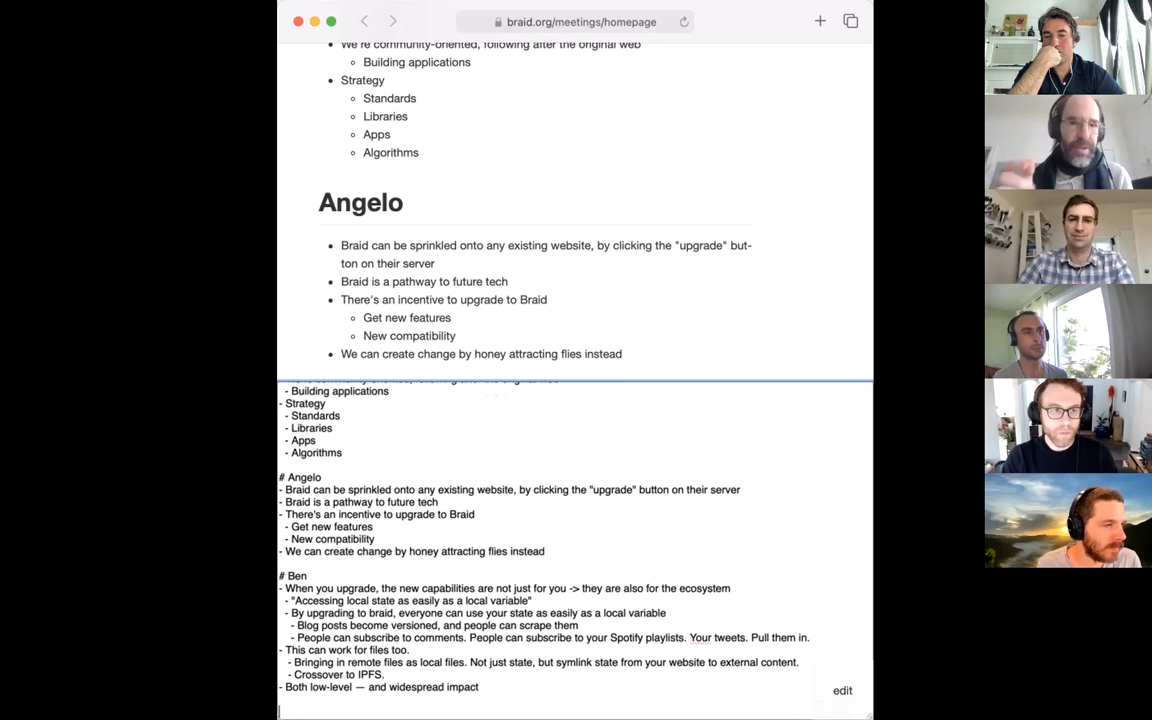 braid.org/meetings/homepage
We're community-oriented, following after the original web
Building applications
Strategy
Standards
Libraries
Apps
Algorithms
Angelo
Braid can be sprinkled onto any existing website, by clicking the "upgrade" but-
ton on their server
Braid is a pathway to future tech
There's an incentive to upgrade to Braid
Get new features
New compatibility
We can create change by honey attracting flies instead
- Building applications
- Strategy
- Standards
- Libraries
- Apps
- Algorithms
# Angelo
- Braid can be sprinkled onto any existing website, by clicking the "upgrade" button on their server
- Braid is a pathway to future tech
- There's an incentive to upgrade to Braid
- Get new features
- New compatibility
- We can create change by honey attracting flies instead
# Ben
- When you upgrade, the new capabilities are not just for you -> they are also for the ecosystem
- "Accessing local state as easily as a local variable"
- By upgrading to braid, everyone can use your state as easily as a local variable
- Blog posts become versioned, and people can scrape them
- People can subscribe to comments. People can subscribe to your Spotify playlists. Your tweets. Pull them in.
- This can work for files too.
- Bringing in remote files as local files. Not just state, but symlink state from your website to external content.
- Crossover to IPFS.
- Both low-level — and widespread impact
edit